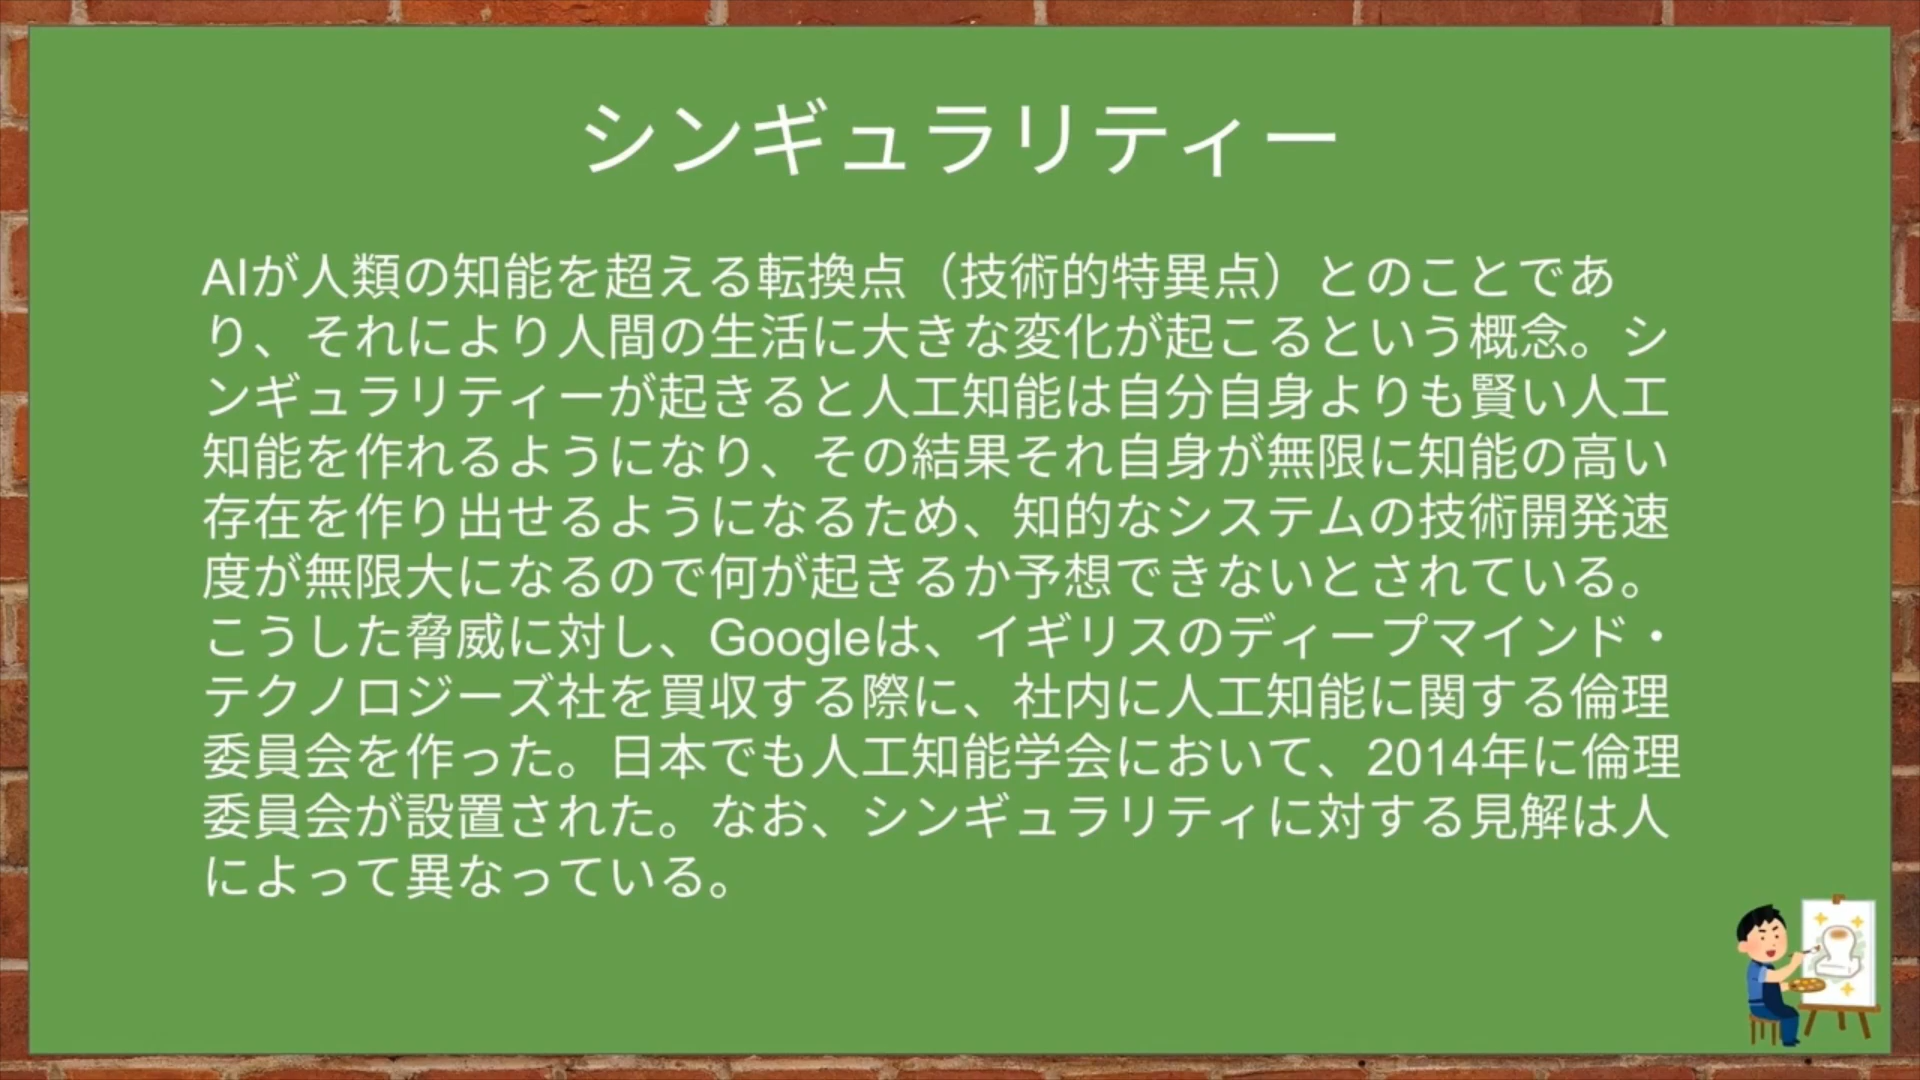 シンギュラリティー
AIが人類の知能を超える転換点（技術的特異点）とのことであ
り、それにより人間の生活に大きな変化が起こるという概念。シ
ンギュラリティーが起きると人工知能は自分自身よりも賢い人工
知能を作れるようになり、その結果それ自身が無限に知能の高い
存在を作り出せるようになるため、知的なシステムの技術開発速
度が無限大になるので何が起きるか予想できないとされている。
こうした脅威に対し、Googleは、イギリスのディープマインド・
テクノロジーズ社を買収する際に、社内に人工知能に関する倫理
委員会を作った。日本でも人工知能学会において、2014年に倫理
委員会が設置された。なお、シンギュラリティに対する見解は人
によって異なっている。